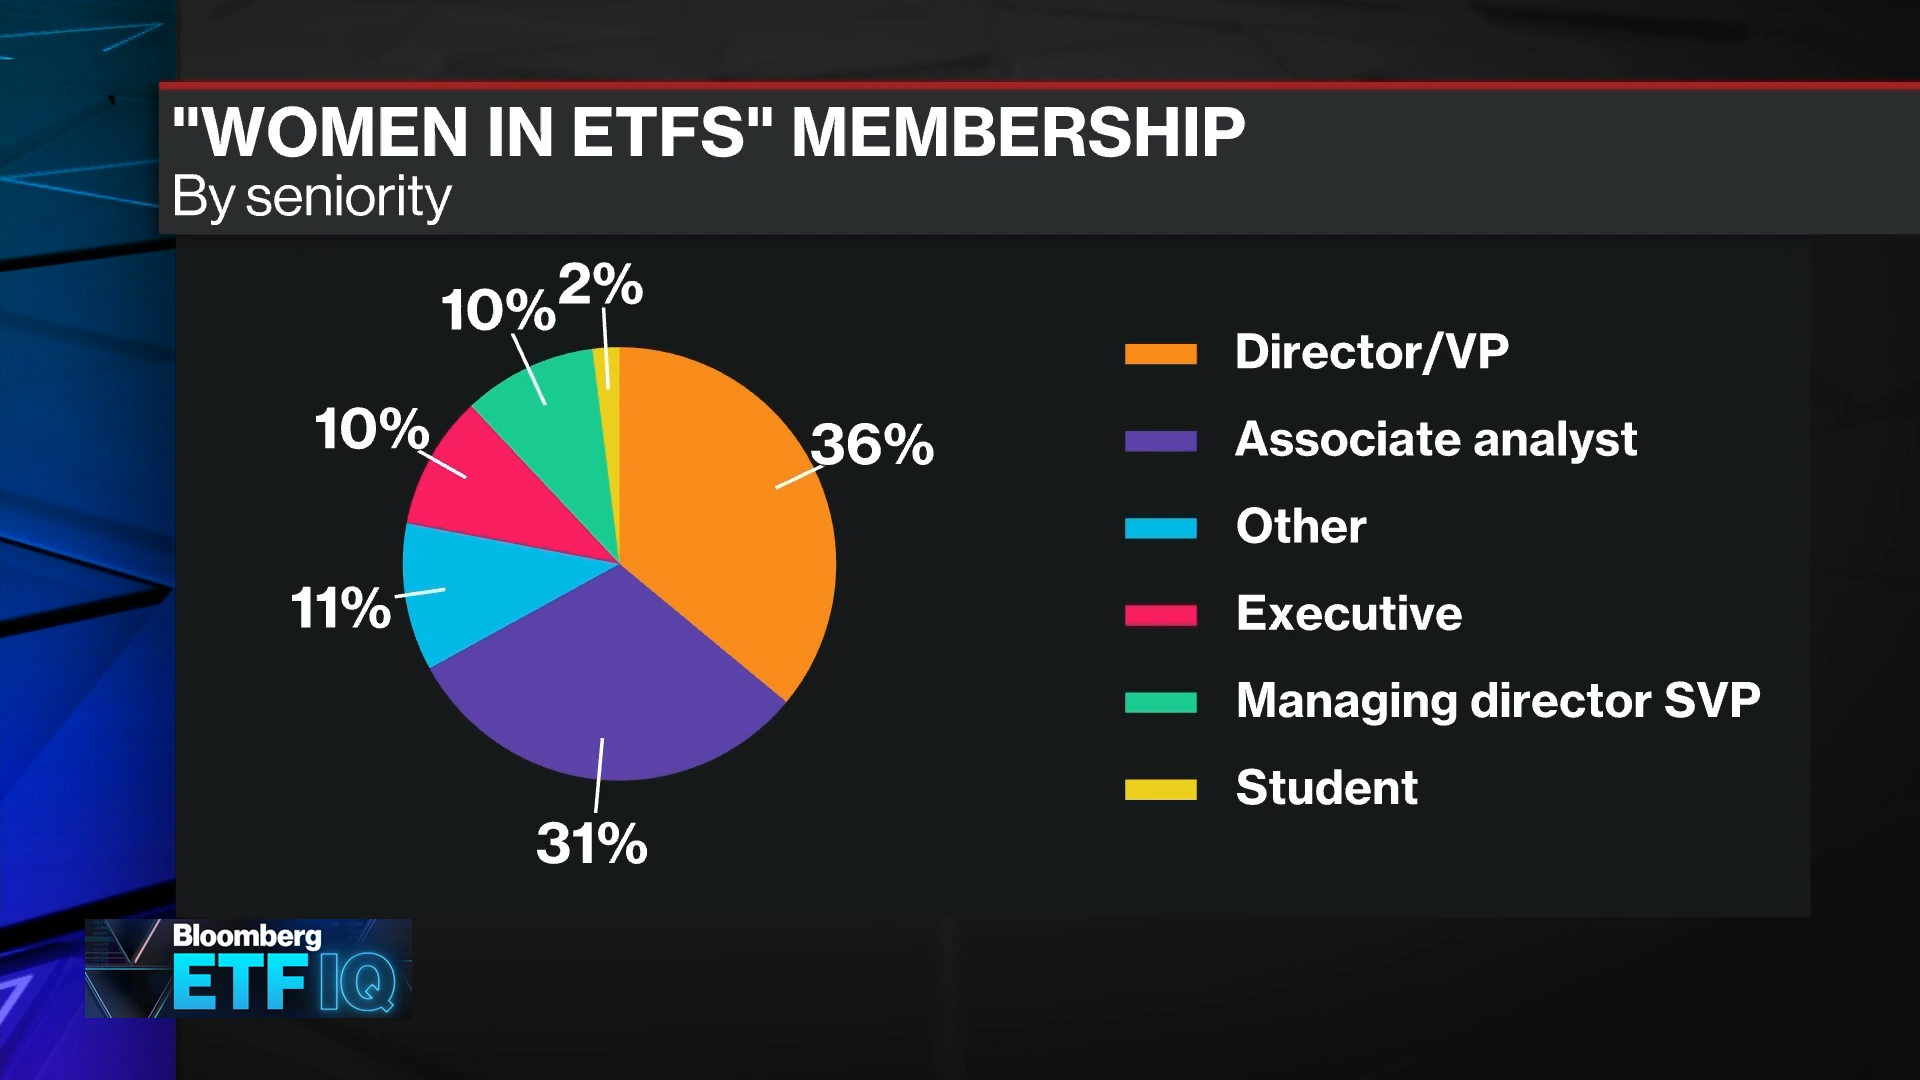 "WOMEN IN ETFS" MEMBERSHIP
By seniority
2%
10%
10%
36%
11%
31%
Director/VP
Associate analyst
Other
Executive
Managing director SVP
Student
Bloomberg
ETF IQ